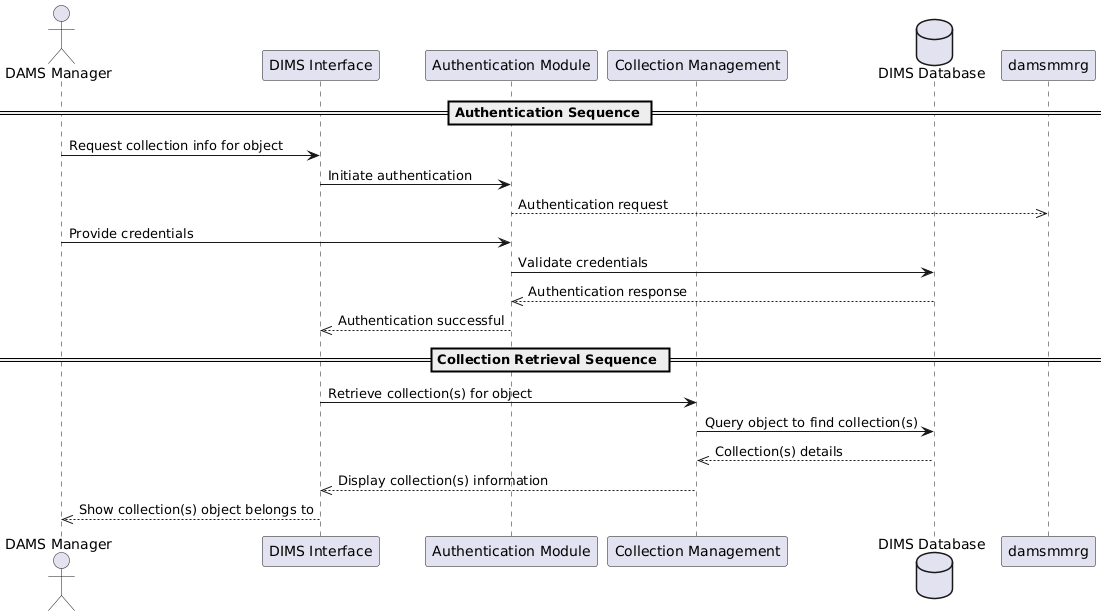 DAMS Manager
DIMS Interface
Authentication Module
Collection Management
DIMS Database
damsmmrg
Authentication Sequence
Request collection info for object
Initiate authentication
Authentication request
Provide credentials
Validate credentials
Authentication response
Authentication successful
Collection Retrieval Sequence
Retrieve collection(s) for object
Query object to find collection(s)
Collection(s) details
Display collection(s) information
Show collection(s) object belongs to
DAMS Manager
DIMS Interface
Authentication Module
Collection Management
DIMS Database
damsmmrg